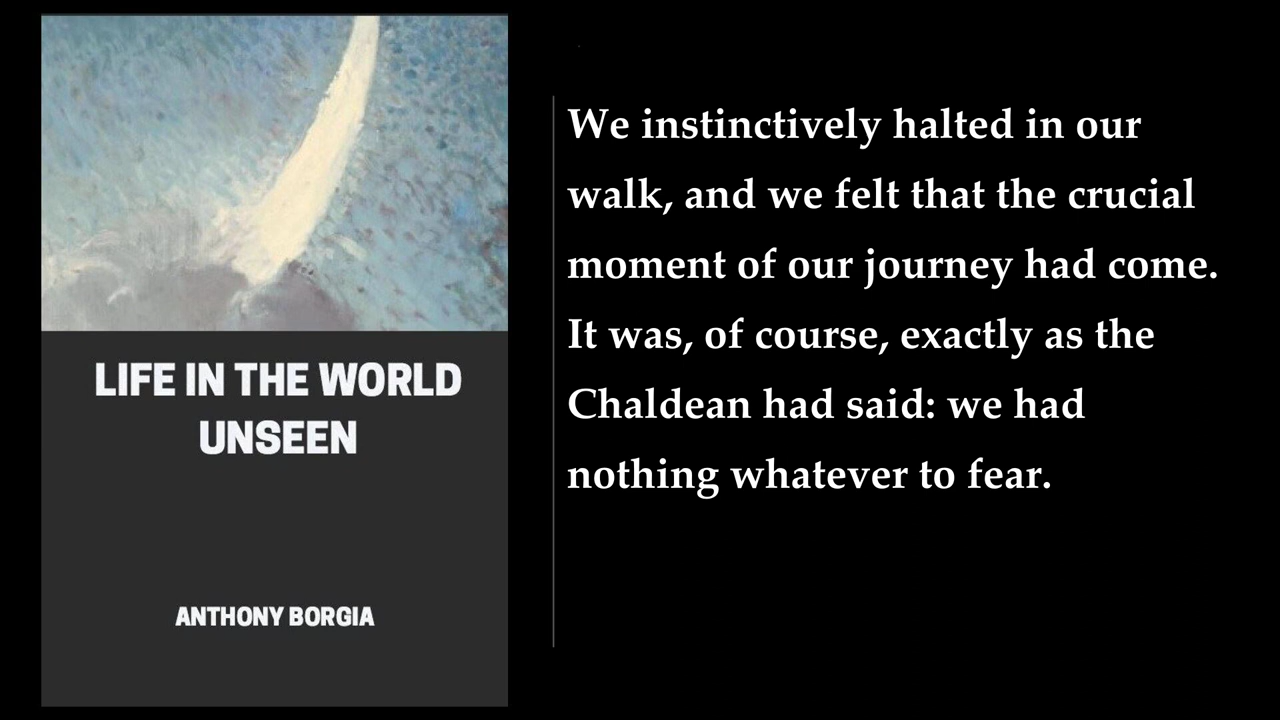 LIFE IN THE WORLD
UNSEEN
ANTHONY BORGIA
We instinctively halted in our
walk, and we felt that the crucial
moment of our journey had come.
It was, of course, exactly as the
Chaldean had said: we had
nothing whatever to fear.